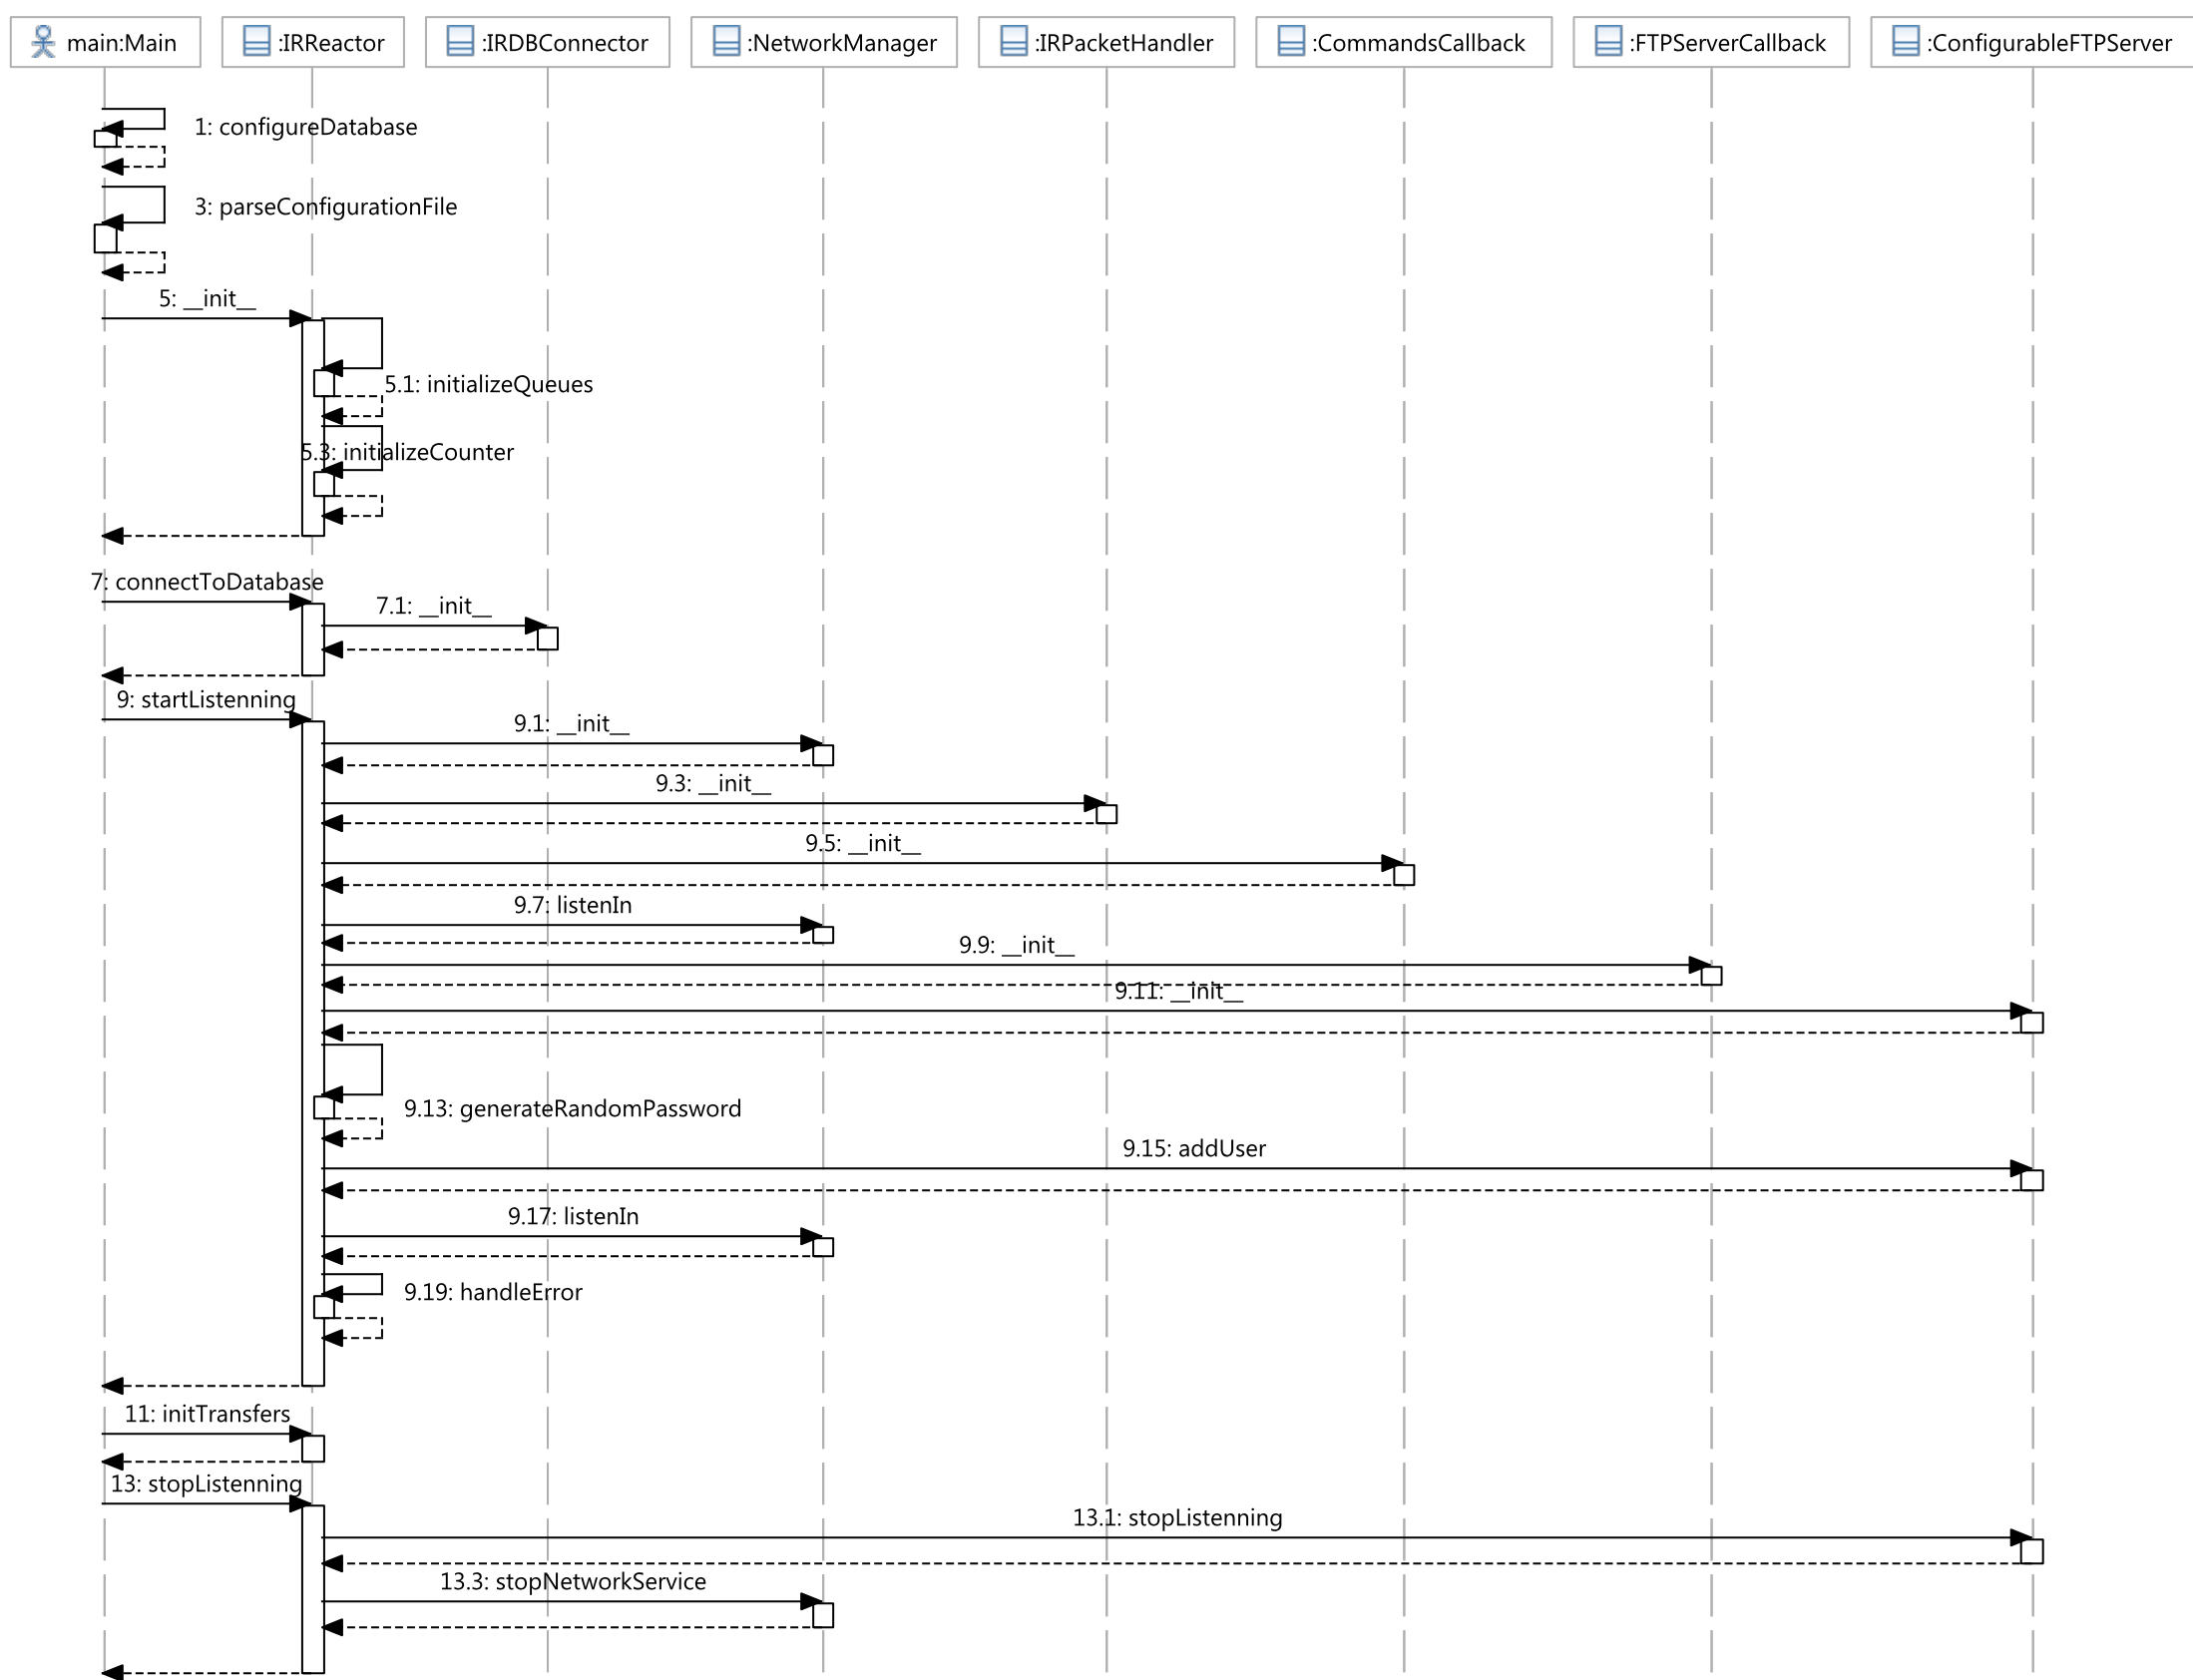 main:Main
:IRReactor
:IRDBConnector
:NetworkManager
:IRPacketHandler
:CommandsCallback
:FTPServerCallback
:ConfigurableFTPServer
1: configureDatabase
3: parseConfigurationFile
5: __init__
5.1: initializeQueues
5.3: initializeCounter
7: connectToDatabase
7.1: __init__
9: startListenning
9.1: __init__
9.3: __init__
9.5: __init__
9.7: listenIn
9.9: __init__
9.11: __init__
9.13: generateRandomPassword
9.15: addUser
9.17: listenIn
9.19: handleError
11: initTransfers
13: stopListenning
13.1: stopListenning
13.3: stopNetworkService